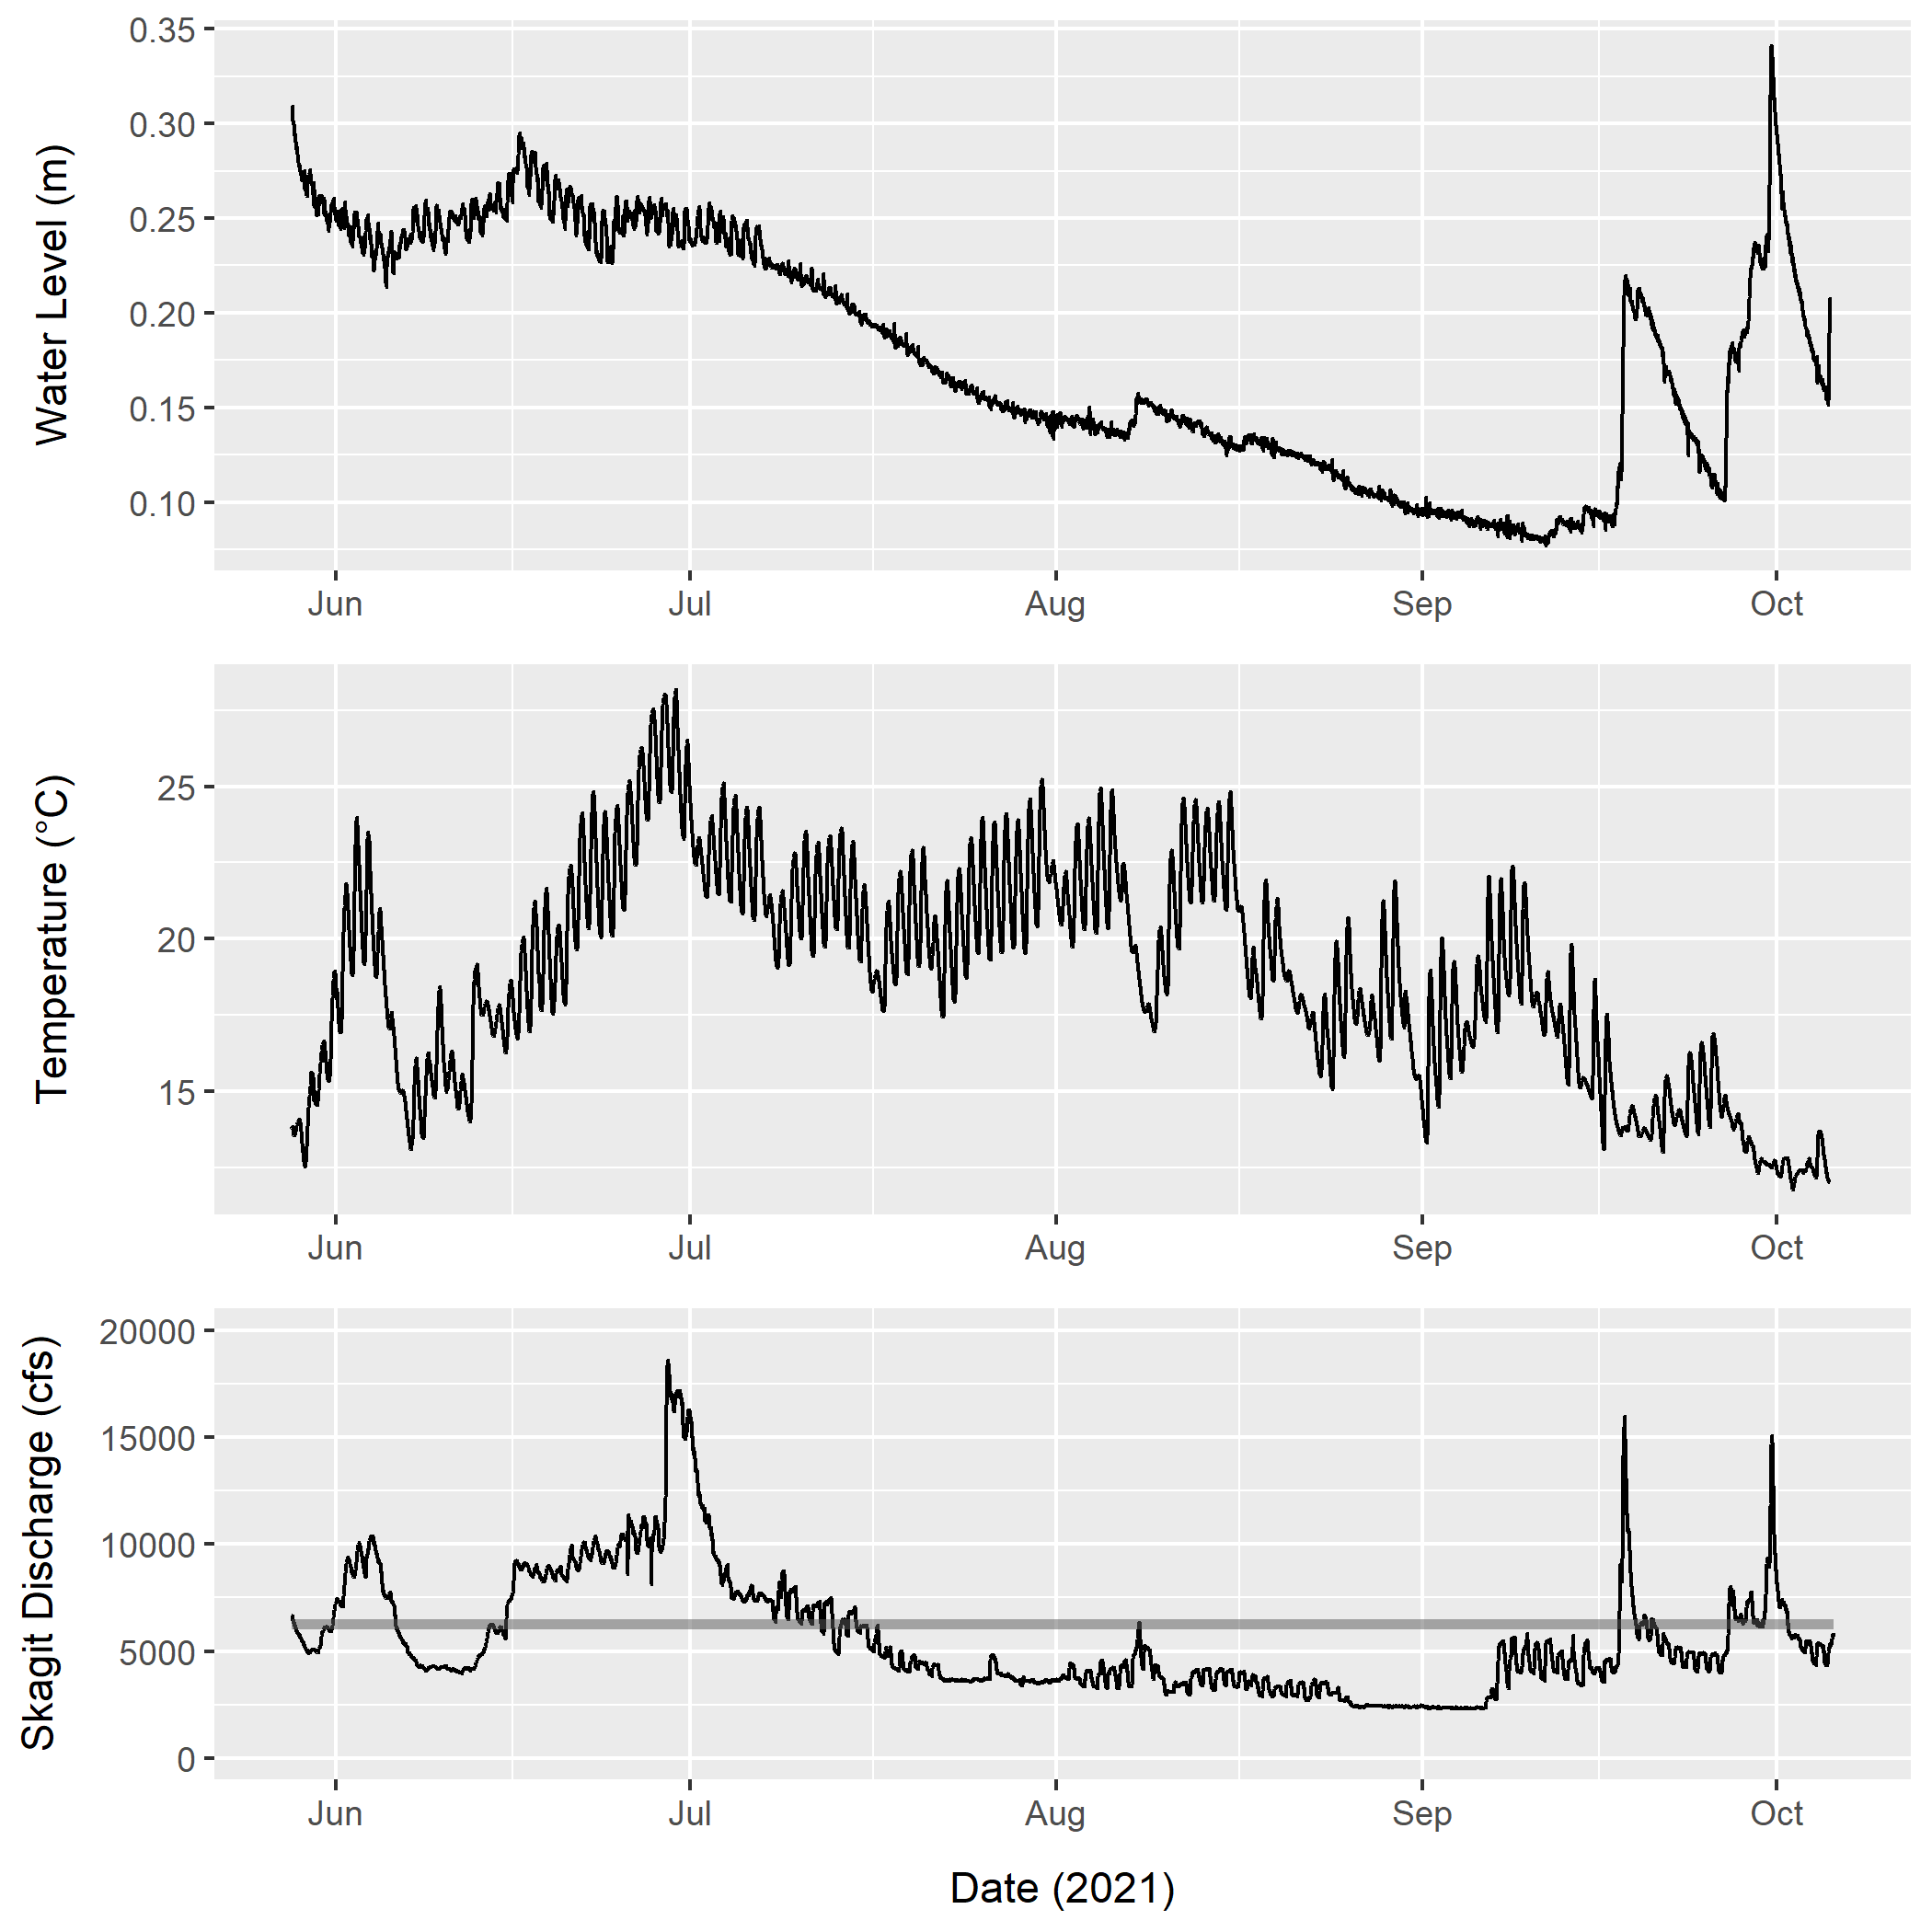 0.35
0.30
0.25
0.20
0.15
0.10
Water Level (m)
Jun Jul Aug Sep Oct
25
20
15
Temperature (°C)
Jun Jul Aug Sep Oct
20000
15000
10000
5000
0
Skagit Discharge (cfs)
Jun Jul Aug Sep Oct
Date (2021)